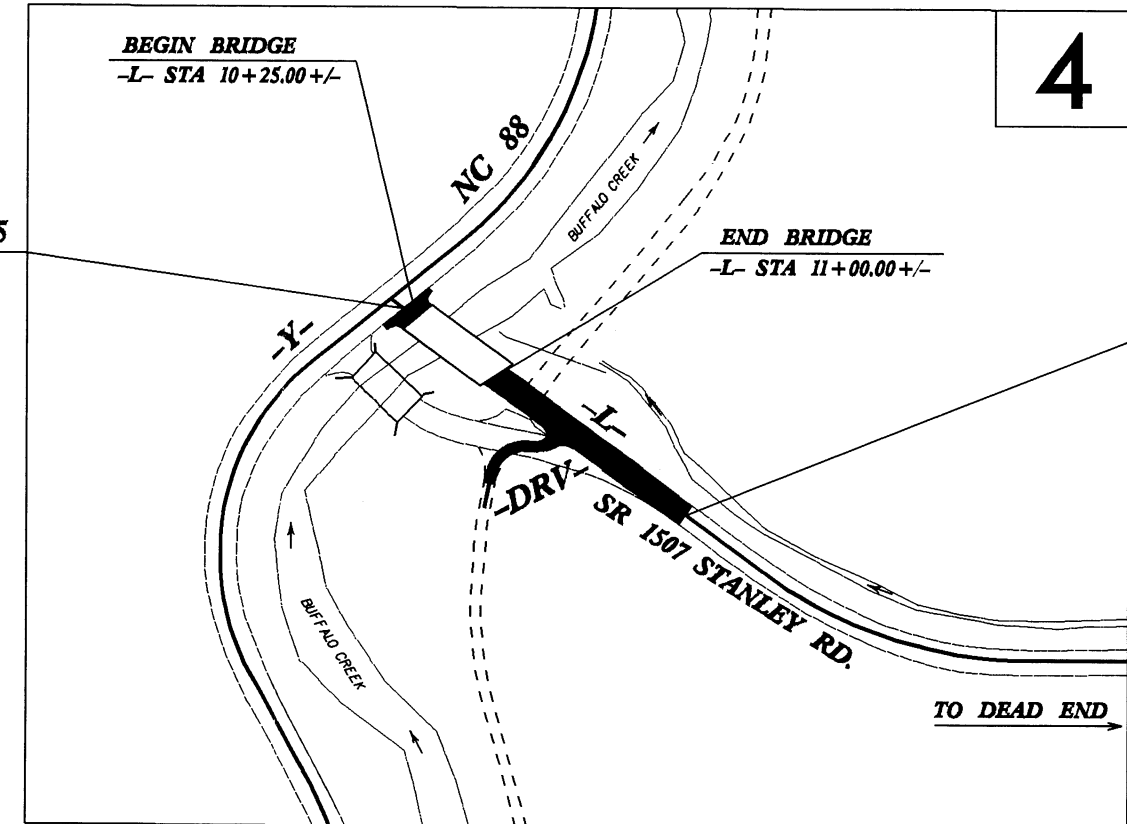 BEGIN BRIDGE
-L- STA 10+25.00 +/-
4
NC 88
BUFFALO CREEK
5
END BRIDGE
-L- STA 11+00.00 +/-
-Y-
-L-
-DRV-
SR 1507 STANLEY RD.
BUFFALO CREEK
TO DEAD END